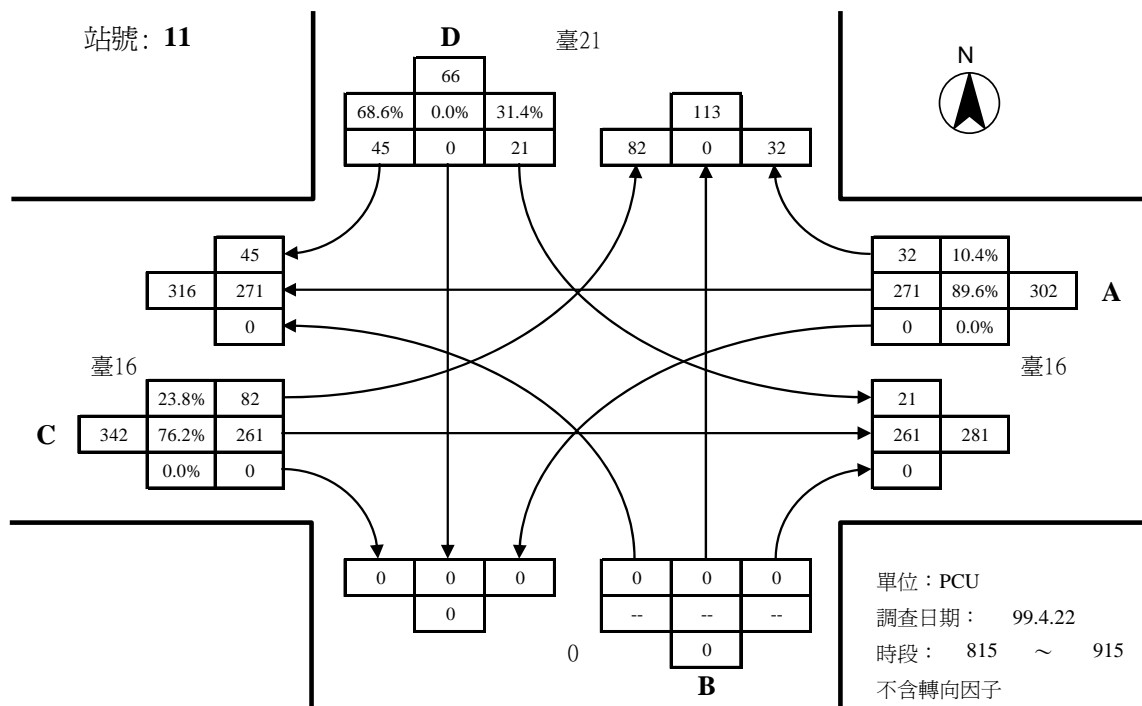 站號: 11
D
臺21
N
66
68.6% 0.0% 31.4%
45 0 21
113
82 0 32
45
316 271
0
32 10.4%
271 89.6% 302
0 0.0%
A
臺16
臺16
C
23.8% 82
342 76.2% 261
0.0% 0
21
261 281
0
0 0 0
0
0 0 0
-- -- --
0
0
B
單位：PCU
調查日期： 99.4.22
時段： 815 ～ 915
不含轉向因子